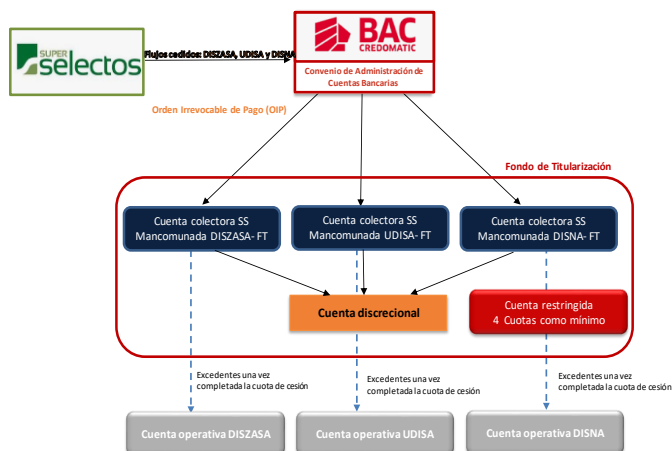 SUPER
selectos
Flujos cedidos: DISZASA, UDISA y DISNA
BAC
CREDOMATIC
Convenio de Administración de
Cuentas Bancarias
Orden Irrevocable de Pago (OIP)
Fondo de Titularización
Cuenta colectora SS
Mancomunada DISZASA- FT
Cuenta colectora SS
Mancomunada UDISA- FT
Cuenta colectora SS
Mancomunada DISNA- FT
Cuenta discrecional
Cuenta restringida
4 Cuotas como mínimo
Excedentes una vez
completada la cuota de cesión
Excedentes una vez
completada la cuota de cesión
Excedentes una vez
completada la cuota de cesión
Cuenta operativa DISZASA
Cuenta operativa UDISA
Cuenta operativa DISNA